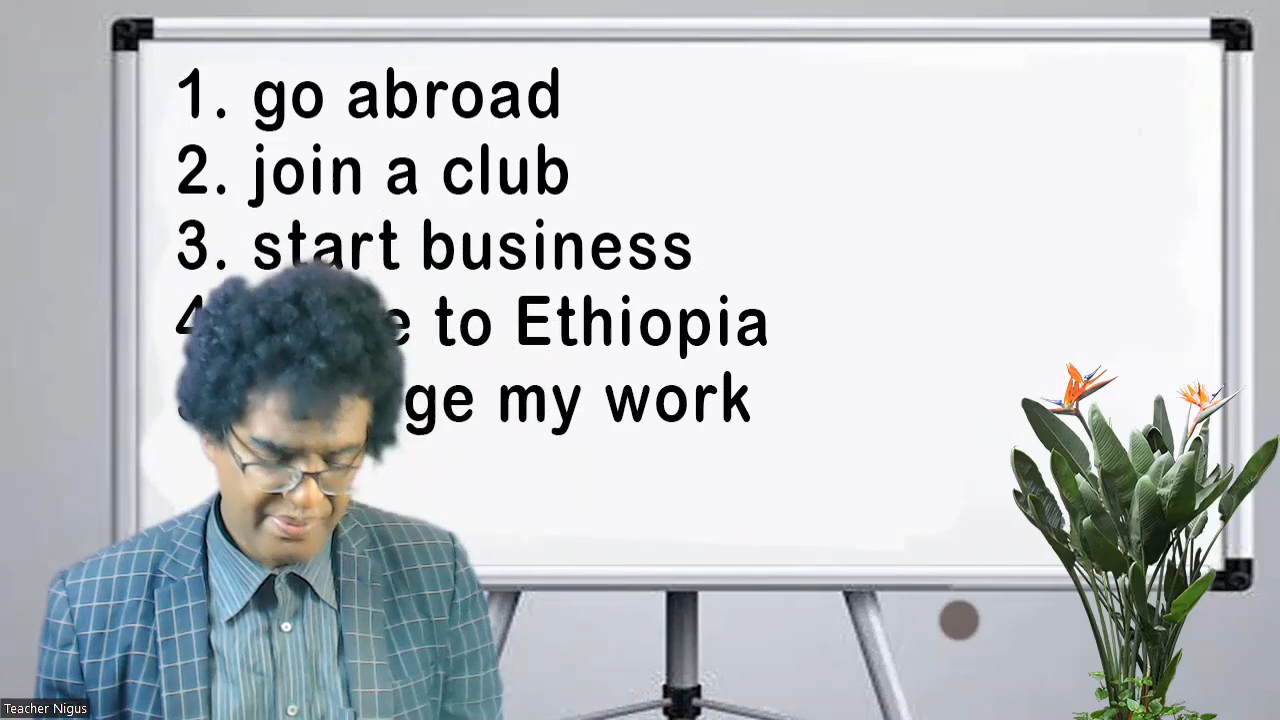 1. go abroad
2. join a club
3. start business
to Ethiopia
my work
Teacher Nigus